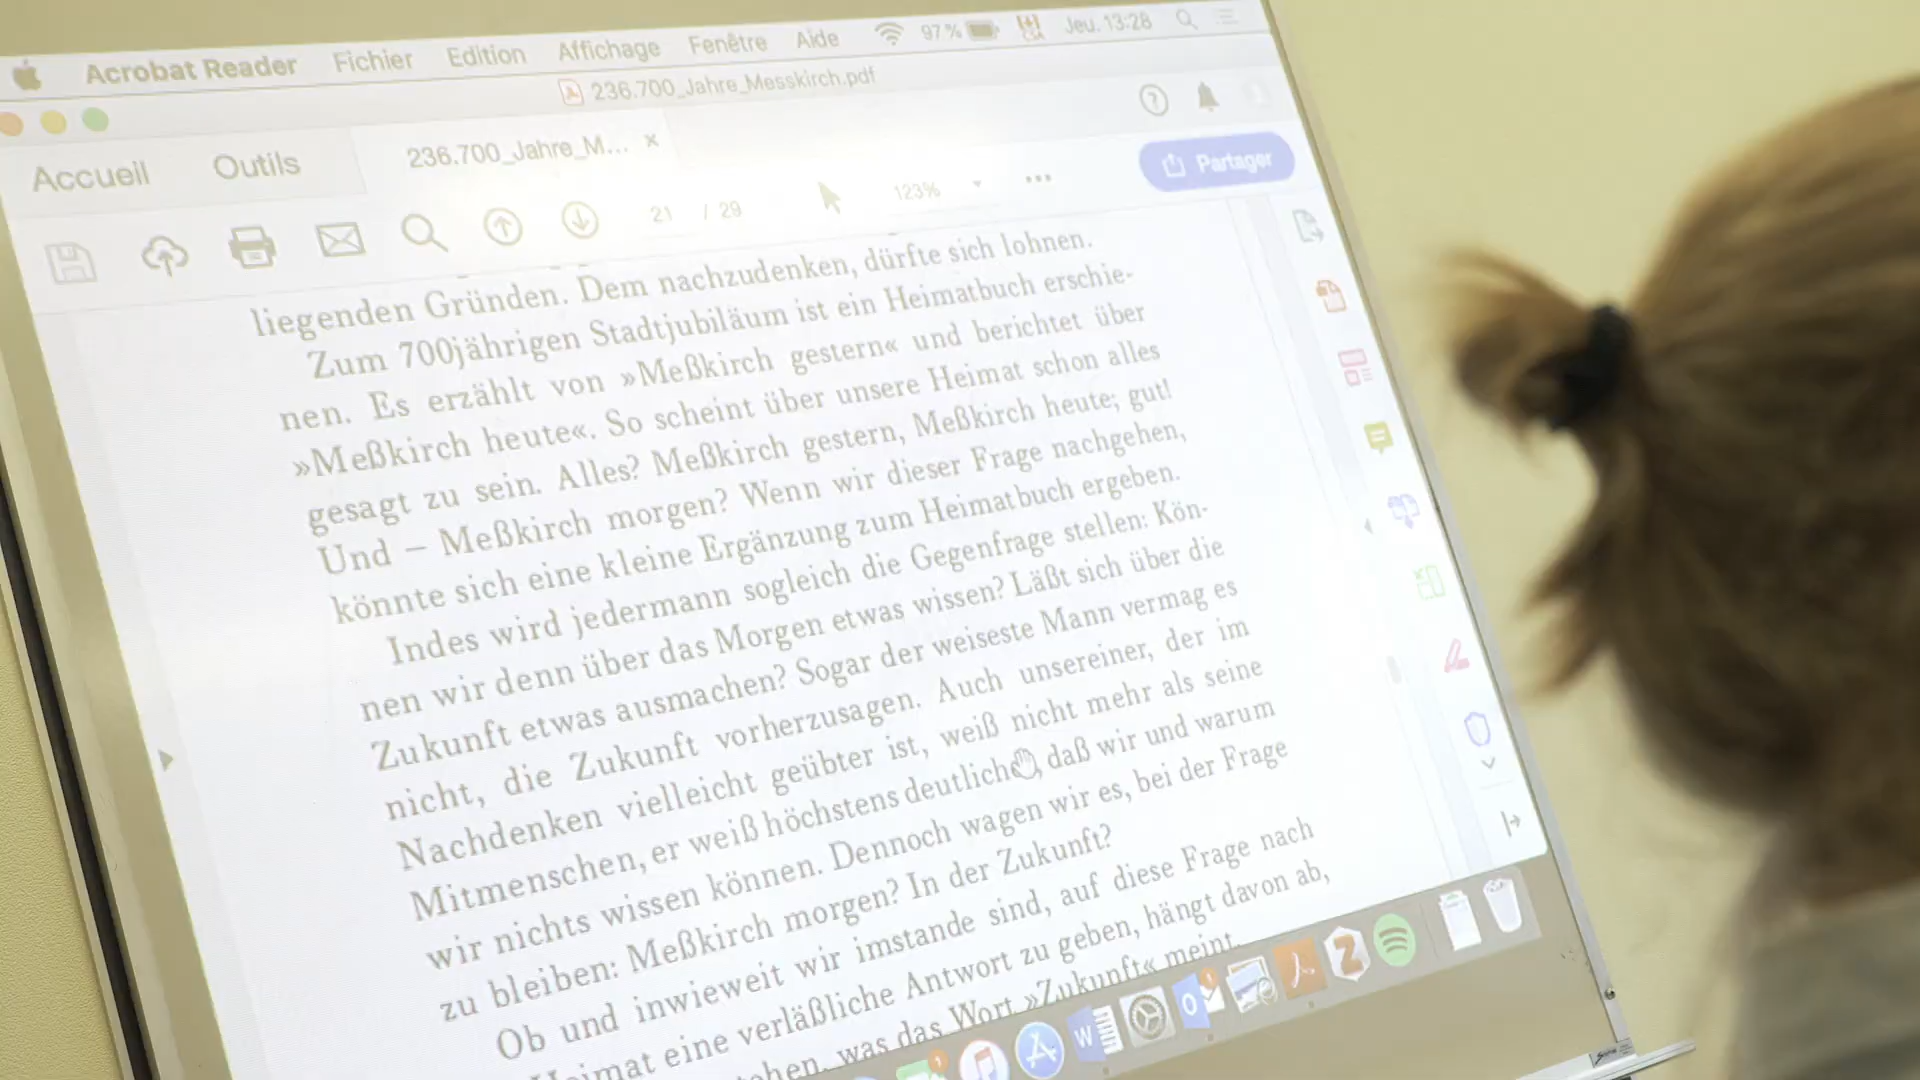 Acrobat Reader Fichier Edition Affichage Fenêtre Aide 97 % Jeu. 13:28
236.700_Jahre_Messkirch.pdf
Accueil Outils 236.700_Jahre_M... ×
Partager
21 / 29 123%
liegenden Gründen. Dem nachzudenken, dürfte sich lohnen.
Zum 700jährigen Stadtjubiläum ist ein Heimatbuch erschie-
nen. Es erzählt von »Meßkirch gestern« und berichtet über
»Meßkirch heute«. So scheint über unsere Heimat schon alles
gesagt zu sein. Alles? Meßkirch gestern, Meßkirch heute; gut!
Und – Meßkirch morgen? Wenn wir dieser Frage nachgehen,
könnte sich eine kleine Ergänzung zum Heimatbuch ergeben.
Indes wird jedermann sogleich die Gegenfrage stellen: Kön-
nen wir denn über das Morgen etwas wissen? Läßt sich über die
Zukunft etwas ausmachen? Sogar der weiseste Mann vermag es
nicht, die Zukunft vorherzusagen. Auch unsereiner, der im
Nachdenken vielleicht geübter ist, weiß nicht mehr als seine
Mitmenschen, er weiß höchstens deutlicher, daß wir und warum
wir nichts wissen können. Dennoch wagen wir es, bei der Frage
zu bleiben: Meßkirch morgen? In der Zukunft?
Ob und inwieweit wir imstande sind, auf diese Frage nach
Heimat eine verläßliche Antwort zu geben, hängt davon ab,
was das Wort »Zukunft« meint.